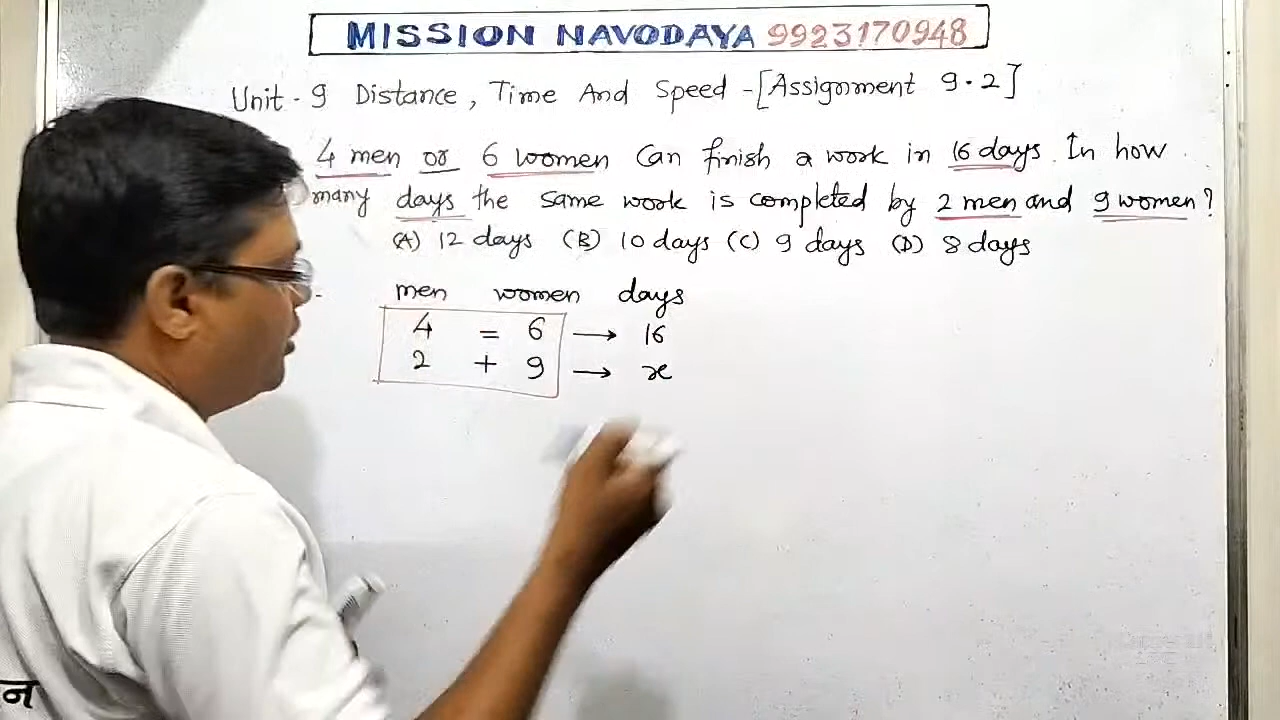 MISSION NAVODAYA 9923170948
Unit - 9 Distance, Time And Speed - [Assignment 9.2]
4 men or 6 women can finish a work in 16 days. In how
many days the same work is completed by 2 men and 9 women?
(A) 12 days (B) 10 days (C) 9 days (D) 8 days
men women days
4 = 6 → 16
2 + 9 → x